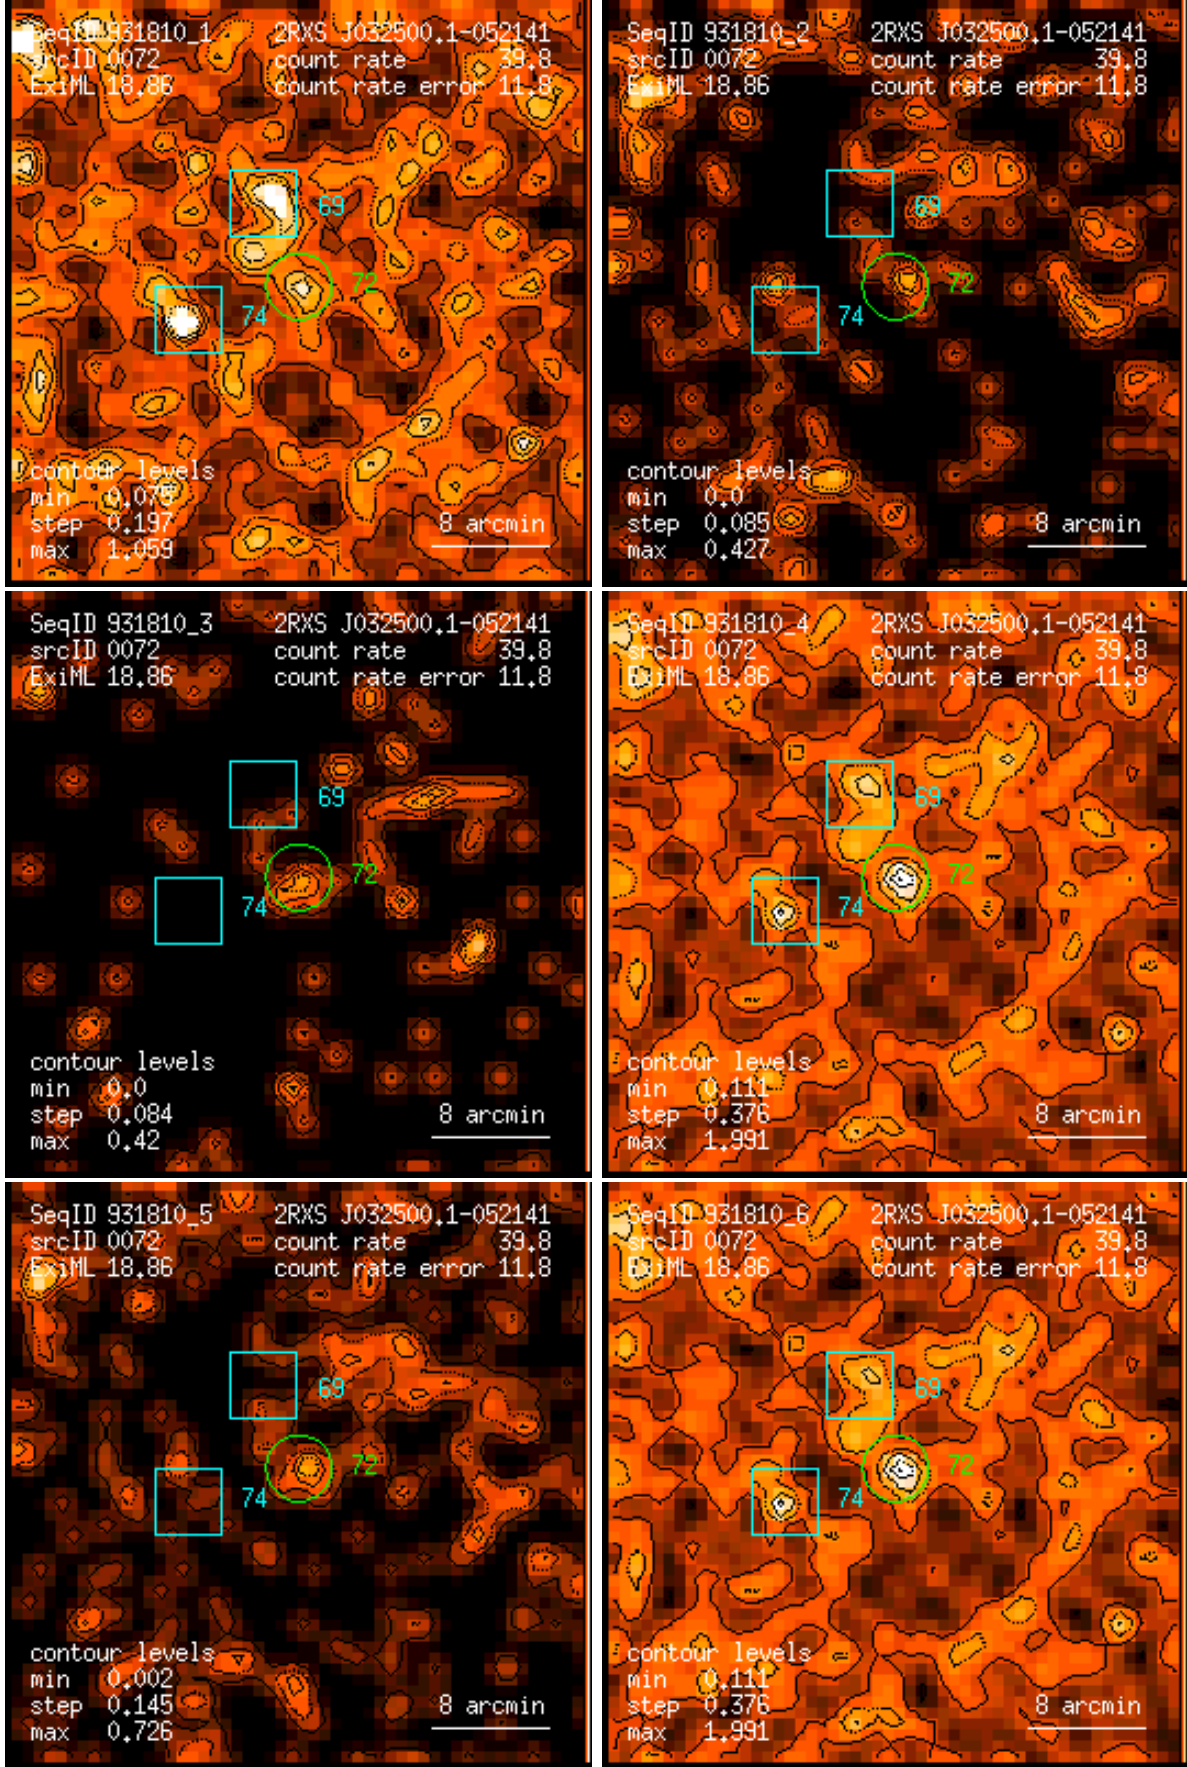 SeqID 931810_1 2RXS J032500.1-052141
srcID 0072 count rate 39.8
ExiML 18.86 count rate error 11.8
69
72
74
contour levels
min 0.075
step 0.197 8 arcmin
max 1.059
SeqID 931810_2 2RXS J032500.1-052141
srcID 0072 count rate 39.8
ExiML 18.86 count rate error 11.8
69
72
74
contour levels
min 0.0
step 0.085 8 arcmin
max 0.427
SeqID 931810_3 2RXS J032500.1-052141
srcID 0072 count rate 39.8
ExiML 18.86 count rate error 11.8
69
72
74
contour levels
min 0.0
step 0.084 8 arcmin
max 0.42
SeqID 931810_4 2RXS J032500.1-052141
srcID 0072 count rate 39.8
ExiML 18.86 count rate error 11.8
69
72
74
contour levels
min 0.111
step 0.376 8 arcmin
max 1.991
SeqID 931810_5 2RXS J032500.1-052141
srcID 0072 count rate 39.8
ExiML 18.86 count rate error 11.8
69
72
74
contour levels
min 0.002
step 0.145 8 arcmin
max 0.726
SeqID 931810_6 2RXS J032500.1-052141
srcID 0072 count rate 39.8
ExiML 18.86 count rate error 11.8
69
72
74
contour levels
min 0.111
step 0.376 8 arcmin
max 1.991